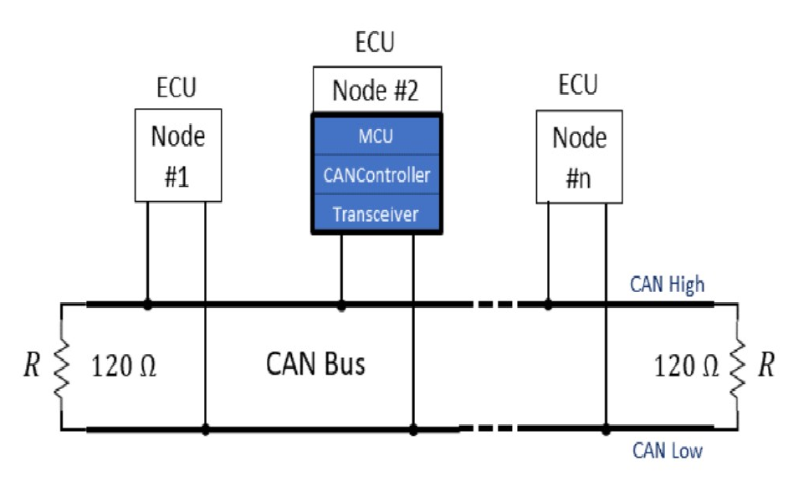 ECU
ECU
ECU
Node #2
Node
#1
MCU
CANController
Transceiver
Node
#n
CAN High
R
120 Ω
CAN Bus
120 Ω
R
CAN Low